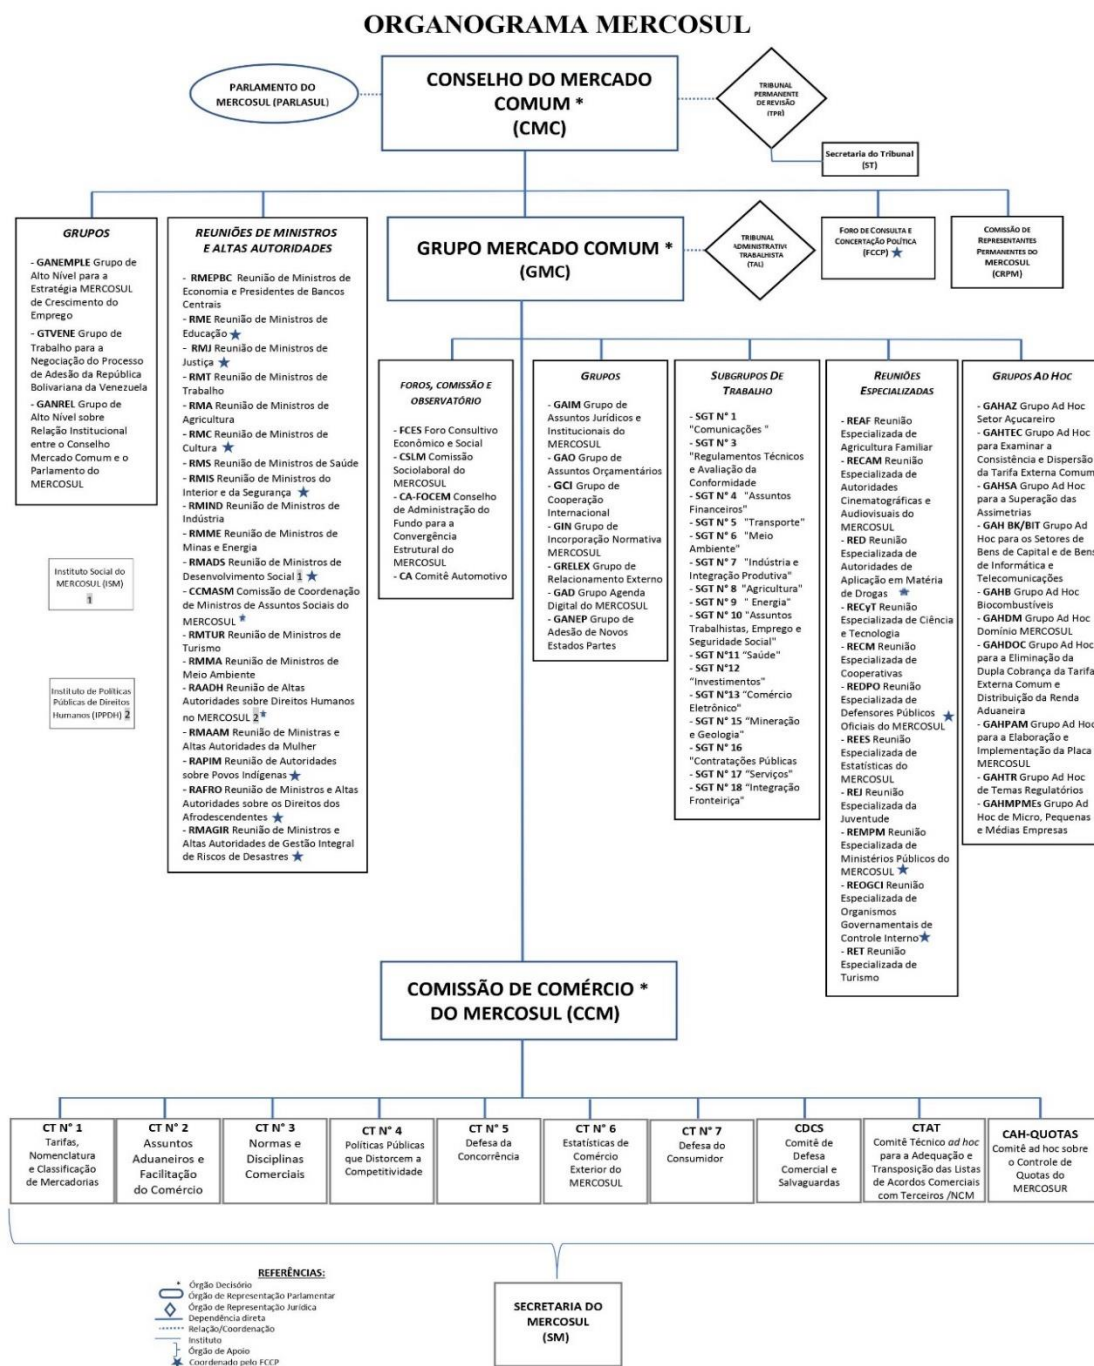 ORGANOGRAMA MERCOSUL
PARLAMENTO DO
MERCOSUL (PARLASUL)
CONSELHO DO MERCADO
COMUM *
(CMC)
TRIBUNAL
PERMANENTE
DE REVISÃO
(TPR)
Secretaria do Tribunal
(ST)
GRUPOS
- GANEMPLE Grupo de
Alto Nível para a
Estratégia MERCOSUL
de Crescimento do
Emprego
- GTVENE Grupo de
Trabalho para a
Negociação do Processo
de Adesão da República
Bolivariana da Venezuela
- GANREL Grupo de
Alto Nível sobre
Relação Institucional
entre o Conselho
Mercado Comum e o
Parlamento do
MERCOSUL
Instituto Social do
MERCOSUL (ISM)
1
Instituto de Políticas
Públicas de Direitos
Humanos (IPPDH) 2
REUNIÕES DE MINISTROS
E ALTAS AUTORIDADES
- RMEPBC Reunião de Ministros de
Economia e Presidentes de Bancos
Centrais
- RME Reunião de Ministros de
Educação
- RMJ Reunião de Ministros de
Justiça
- RMT Reunião de Ministros de
Trabalho
- RMA Reunião de Ministros de
Agricultura
- RMC Reunião de Ministros de
Cultura
- RMS Reunião de Ministros de Saúde
- RMIS Reunião de Ministros do
Interior e da Segurança
- RMIND Reunião de Ministros de
Indústria
- RMME Reunião de Ministros de
Minas e Energia
- RMADS Reunião de Ministros de
Desenvolvimento Social 1
- CCMASM Comissão de Coordenação
de Ministros de Assuntos Sociais do
MERCOSUL
- RMTUR Reunião de Ministros de
Turismo
- RMMA Reunião de Ministros de
Meio Ambiente
- RAADH Reunião de Altas
Autoridades sobre Direitos
Humanos no MERCOSUL 2
- RMAAM Reunião de Ministras e
Altas Autoridades da Mulher
- RAPIM Reunião de Autoridades
sobre Povos Indígenas
- RAFRO Reunião de Ministros e Altas
Autoridades sobre os Direitos dos
Afrodescendentes
- RMAGIR Reunião de Ministros e
Altas Autoridades de Gestão Integral
de Riscos de Desastres
GRUPO MERCADO COMUM *
(GMC)
TRIBUNAL
ADMINISTRATIVO
TRABALHISTA
(TAL)
FORO DE CONSULTA E
CONCERTAÇÃO POLÍTICA
(FCCP)
COMISSÃO DE
REPRESENTANTES
PERMANENTES DO
MERCOSUL
(CRPM)
FOROS, COMISSÃO E
OBSERVATÓRIO
- FCES Foro Consultivo
Econômico e Social
- CSLM Comissão
Sociolaboral do
MERCOSUL
- CA-FOCEM Conselho
de Administração do
Fundo para a
Convergência
Estrutural do
MERCOSUL
- CA Comitê Automotivo
GRUPOS
- GAIM Grupo de
Assuntos Jurídicos e
Institucionais do
MERCOSUL
- GAO Grupo de
Assuntos Orçamentários
- GCI Grupo de
Cooperação
Internacional
- GIN Grupo de
Incorporação Normativa
MERCOSUL
- GRELEX Grupo de
Relacionamento Externo
- GAD Grupo Agenda
Digital do MERCOSUL
- GANEP Grupo de
Adesão de Novos
Estados Partes
SUBGRUPOS DE
TRABALHO
- SGT N° 1
"Comunicações "
- SGT N° 3
"Regulamentos Técnicos
e Avaliação da
Conformidade
- SGT N° 4 "Assuntos
Financeiros"
- SGT N° 5 "Transporte"
- SGT N° 6 "Meio
Ambiente"
- SGT N° 7 "Indústria e
Integração Produtiva"
- SGT N° 8 "Agricultura"
- SGT N° 9 " Energia"
- SGT N° 10 "Assuntos
Trabalhistas, Emprego e
Seguridade Social"
- SGT N°11 "Saúde"
- SGT N°12
"Investimentos"
- SGT N°13 "Comércio
Eletrônico"
- SGT N° 15 "Mineração
e Geologia"
- SGT N° 16
"Contratações Públicas
- SGT N° 17 "Serviços"
- SGT N° 18 "Integração
Fronteiriça"
REUNIÕES
ESPECIALIZADAS
- REAF Reunião
Especializada de
Agricultura Familiar
- RECAM Reunião
Especializada de
Autoridades
Cinematográficas e
Audiovisuais do
MERCOSUL
- RED Reunião
Especializada de
Autoridades de
Aplicação em Matéria
de Drogas
- RECyT Reunião
Especializada de Ciência
e Tecnologia
- RECM Reunião
Especializada de
Cooperativas
- REDPO Reunião
Especializada de
Defensores Públicos
Oficiais do MERCOSUL
- REES Reunião
Especializada de
Estatísticas do
MERCOSUL
- REJ Reunião
Especializada da
Juventude
- REMPM Reunião
Especializada de
Ministérios Públicos do
MERCOSUL
- REOGCI Reunião
Especializada de
Organismos
Governamentais de
Controle Interno
- RET Reunião
Especializada de
Turismo
GRUPOS AD HOC
- GAHAZ Grupo Ad Hoc
Setor Açucareiro
- GAHTEC Grupo Ad Hoc
para Examinar a
Consistência e Dispersão
da Tarifa Externa Comum
- GAHSA Grupo Ad Hoc
para a Superação das
Assimetrias
- GAH BK/BIT Grupo Ad
Hoc para os Setores de
Bens de Capital e de Bens
de Informática e
Telecomunicações
- GAHB Grupo Ad Hoc
Biocombustíveis
- GAHDM Grupo Ad Hoc
Domínio MERCOSUL
- GAHDOC Grupo Ad Hoc
para a Eliminação da
Dupla Cobrança da Tarifa
Externa Comum e
Distribuição da Renda
Aduaneira
- GAHPAM Grupo Ad Hoc
para a Elaboração e
Implementação da Placa
MERCOSUL
- GAHTR Grupo Ad Hoc
de Temas Regulatórios
- GAHMPMEs Grupo Ad
Hoc de Micro, Pequenas
e Médias Empresas
COMISSÃO DE COMÉRCIO *
DO MERCOSUL (CCM)
CT N° 1
Tarifas,
Nomenclatura
e Classificação
de Mercadorias
CT N° 2
Assuntos
Aduaneiros e
Facilitação
do Comércio
CT N° 3
Normas e
Disciplinas
Comerciais
CT N° 4
Políticas Públicas
que Distorcem a
Competitividade
CT N° 5
Defesa da
Concorrência
CT N° 6
Estatísticas de
Comércio
Exterior do
MERCOSUL
CT N° 7
Defesa do
Consumidor
CDCS
Comitê de
Defesa
Comercial e
Salvaguardas
CTAT
Comitê Técnico ad hoc
para a Adequação e
Transposição das Listas
de Acordos Comerciais
com Terceiros /NCM
CAH-QUOTAS
Comitê ad hoc sobre
o Controle de
Quotas do
MERCOSUR
REFERÊNCIAS:
* Órgão Decisório
Órgão de Representação Parlamentar
Órgão de Representação Jurídica
Dependência direta
Relação/Coordenação
Instituto
Órgão de Apoio
Coordenado pelo FCCP
SECRETARIA DO
MERCOSUL
(SM)